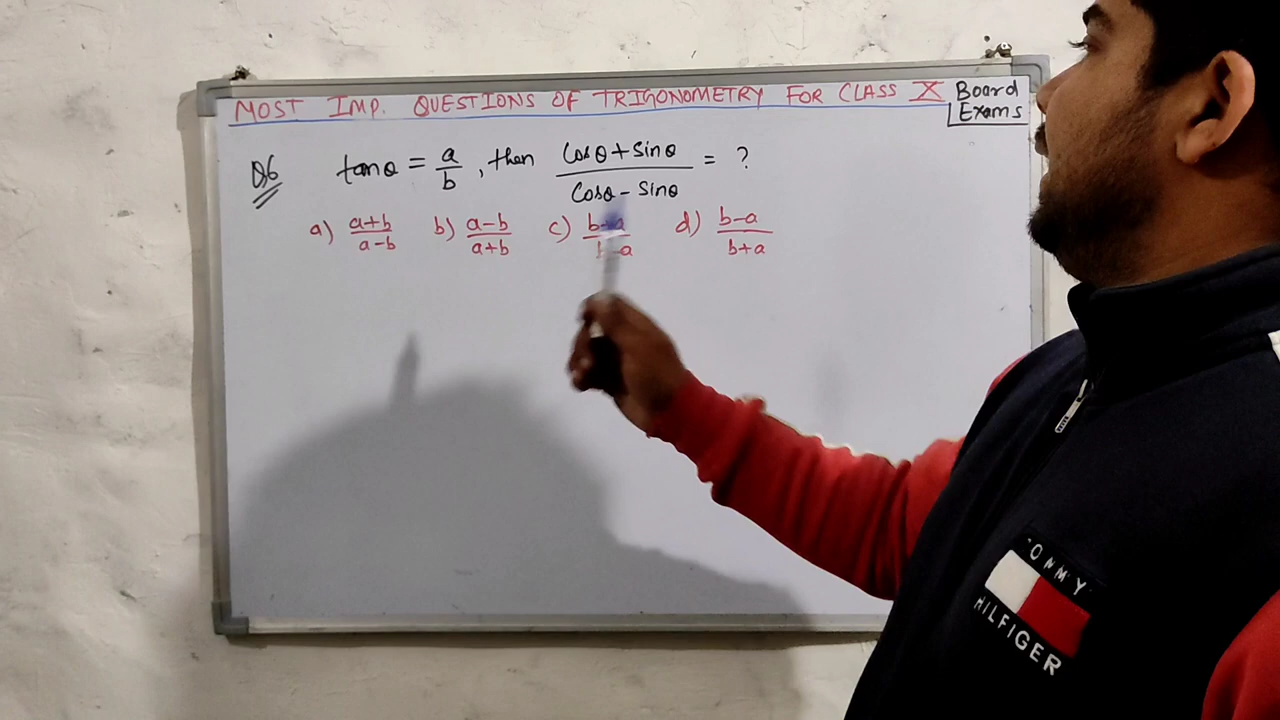 MOST IMP. QUESTIONS OF TRIGONOMETRY FOR CLASS X Board Exams
Q6 tanθ = a/b, then (Cosθ + Sinθ)/(Cosθ - Sinθ) = ?
a) (a+b)/(a-b) b) (a-b)/(a+b) c) d) (b-a)/(b+a)
TOMMY
HILFIGER